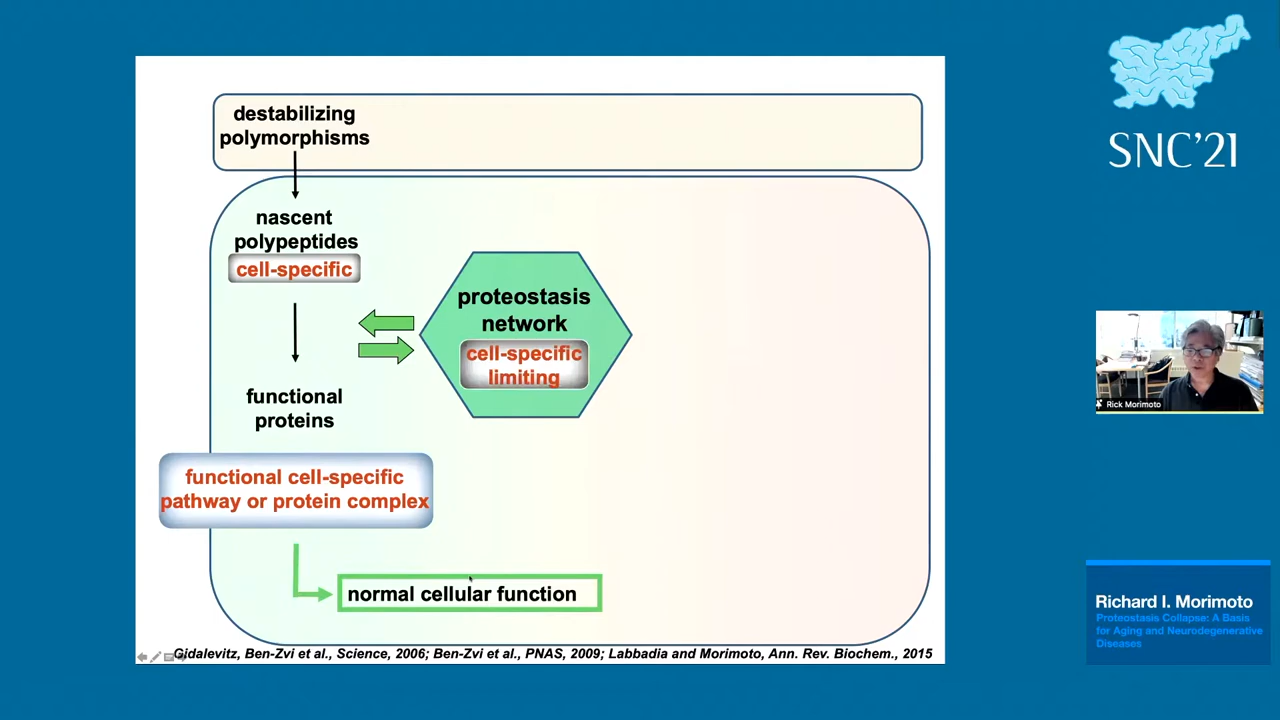 destabilizing
polymorphisms
nascent
polypeptides
cell-specific
proteostasis
network
cell-specific
limiting
functional
proteins
functional cell-specific
pathway or protein complex
normal cellular function
Gidalevitz, Ben-Zvi et al., Science, 2006; Ben-Zvi et al., PNAS, 2009; Labbadia and Morimoto, Ann. Rev. Biochem., 2015
SNC’21
Rick Morimoto
Richard I. Morimoto
Proteostasis Collapse: A Basis
for Aging and Neurodegenerative
Diseases